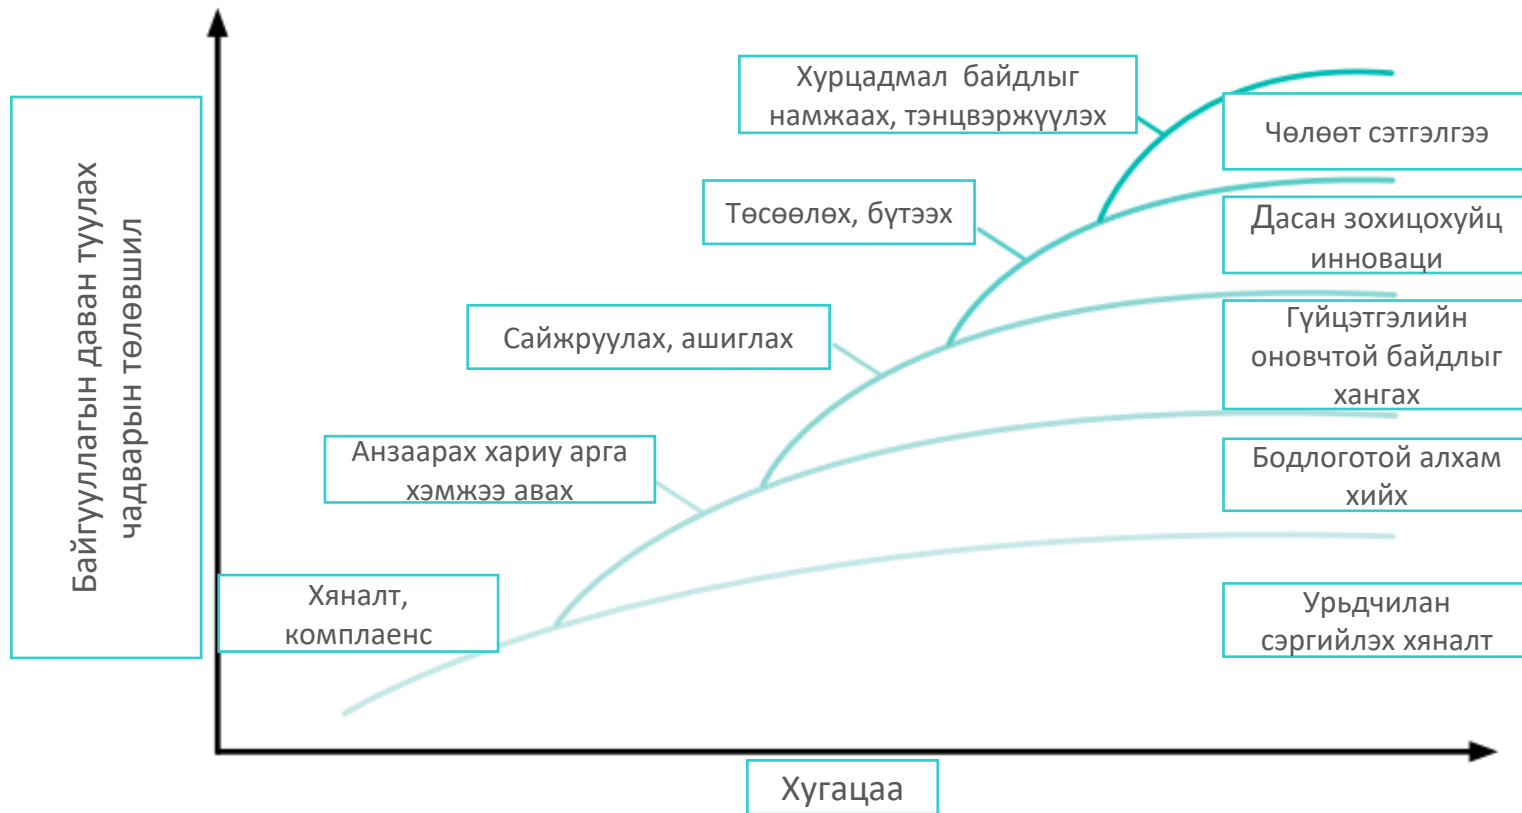 Байгууллагын даван туулах
чадварын төлөвшил
Хурцадмал байдлыг
намжаах, тэнцвэржүүлэх
Чөлөөт сэтгэлгээ
Төсөөлөх, бүтээх
Дасан зохицохуйц
инноваци
Сайжруулах, ашиглах
Гүйцэтгэлийн
оновчтой байдлыг
хангах
Анзаарах хариу арга
хэмжээ авах
Бодлоготой алхам
хийх
Хяналт,
комплаенс
Урьдчилан
сэргийлэх хяналт
Хугацаа